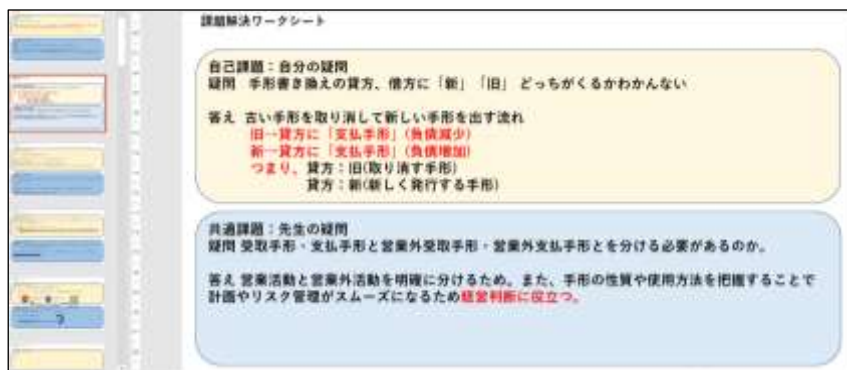 課題解決ワークシート
自己課題：自分の疑問
疑問　手形書き換えの貸方、借方に「新」「旧」 どっちがくるかわかんない
答え　古い手形を取り消して新しい手形を出す流れ
旧→貸方に「支払手形」(負債減少)
新→貸方に「支払手形」(負債増加)
つまり、貸方：旧(取り消す手形)
貸方：新(新しく発行する手形)
共通課題：先生の疑問
疑問 受取手形・支払手形と営業外受取手形・営業外支払手形とを分ける必要があるのか。
答え 営業活動と営業外活動を明確に分けるため。また、手形の性質や使用方法を把握することで
計画やリスク管理がスムーズになるため経営判断に役立つ。